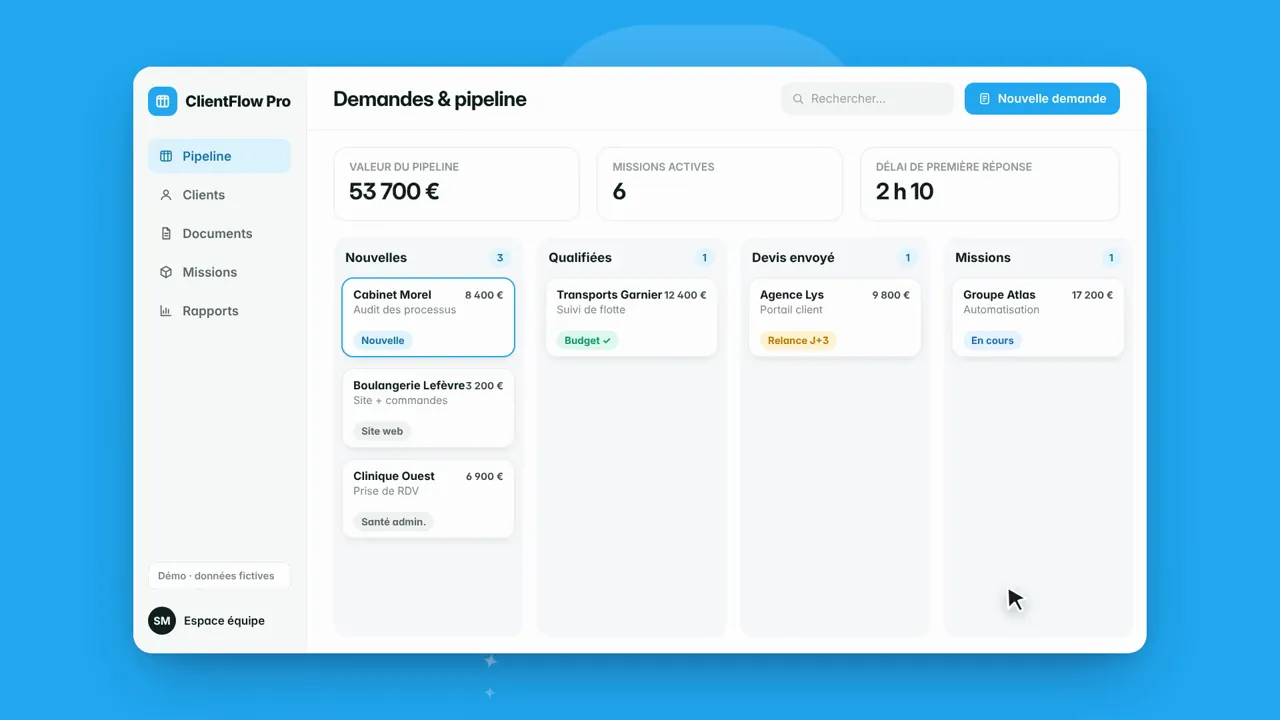 ClientFlow Pro
Pipeline
Clients
Documents
Missions
Rapports
Démo · données fictives
SM
Espace équipe
Demandes & pipeline
Rechercher...
Nouvelle demande
VALEUR DU PIPELINE
53 700 €
MISSIONS ACTIVES
6
DÉLAI DE PREMIÈRE RÉPONSE
2 h 10
Nouvelles 3
Cabinet Morel 8 400 €
Audit des processus
Nouvelle
Boulangerie Lefèvre 3 200 €
Site + commandes
Site web
Clinique Ouest 6 900 €
Prise de RDV
Santé admin.
Qualifiées 1
Transports Garnier 12 400 €
Suivi de flotte
Budget ✓
Devis envoyé 1
Agence Lys 9 800 €
Portail client
Relance J+3
Missions 1
Groupe Atlas 17 200 €
Automatisation
En cours